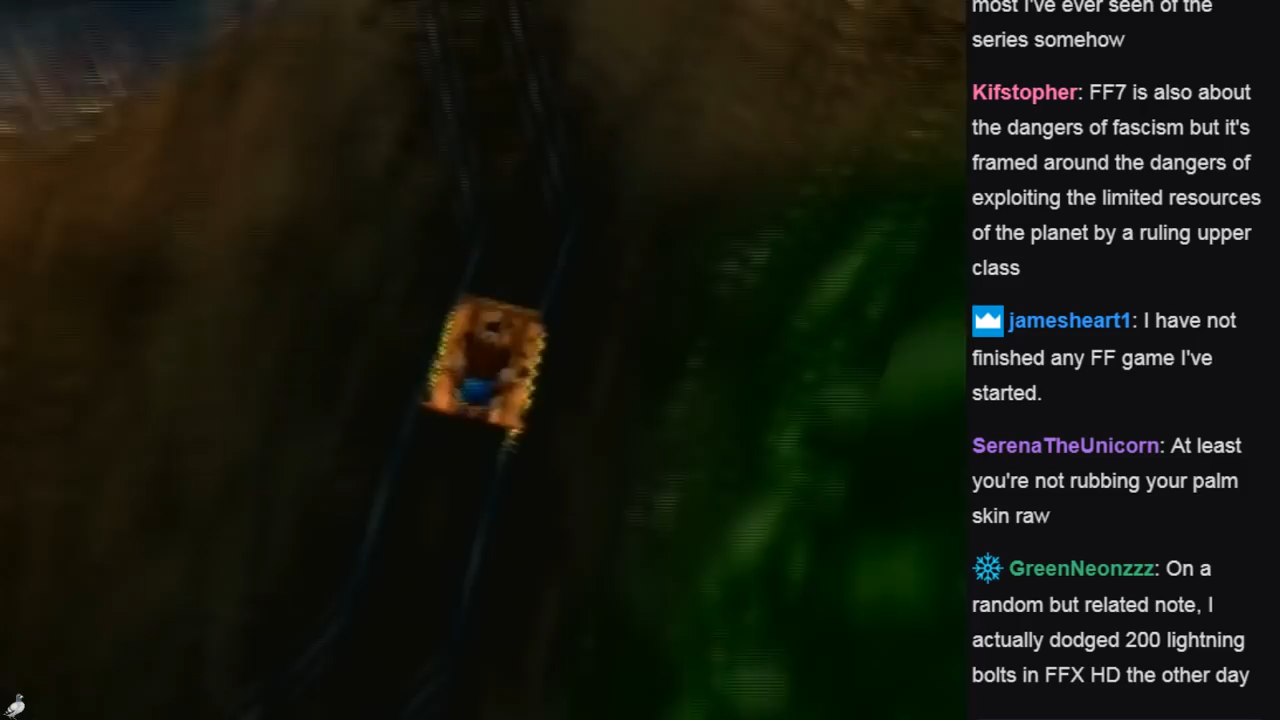 most I've ever seen of the
series somehow
Kifstopher: FF7 is also about
the dangers of fascism but it's
framed around the dangers of
exploiting the limited resources
of the planet by a ruling upper
class
jamesheart1: I have not
finished any FF game I've
started.
SerenaTheUnicorn: At least
you're not rubbing your palm
skin raw
GreenNeonzzz: On a
random but related note, I
actually dodged 200 lightning
bolts in FFX HD the other day